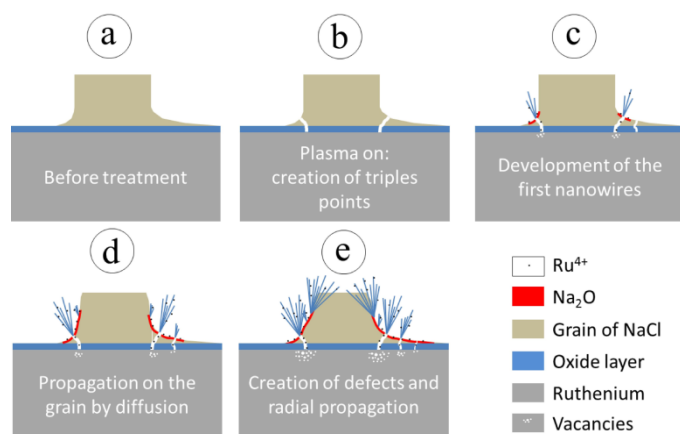 a
b
c
Before treatment
Plasma on:
creation of triples
points
Development of the
first nanowires
d
e
Propagation on the
grain by diffusion
Creation of defects and
radial propagation
Ru⁴⁺
Na₂O
Grain of NaCl
Oxide layer
Ruthenium
Vacancies